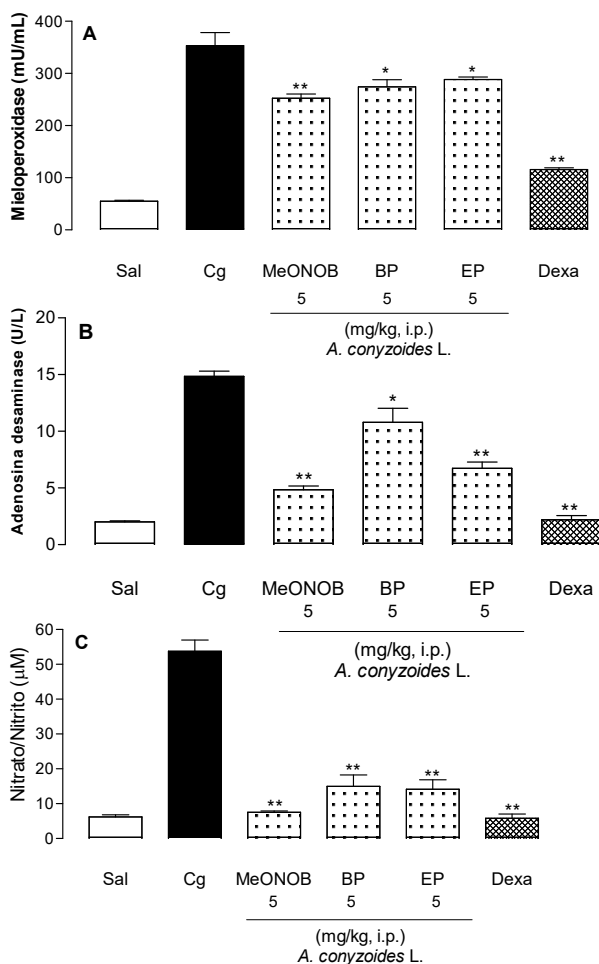 A
Mieloperoxidase (mU/mL)
400
300
200
100
0
**
*
*
**
Sal Cg MeONOB BP EP Dexa
5 5 5
(mg/kg, i.p.)
A. conyzoides L.
B
Adenosina desaminase (U/L)
20
15
10
5
0
**
*
**
**
Sal Cg MeONOB BP EP Dexa
5 5 5
(mg/kg, i.p.)
A. conyzoides L.
C
Nitrato/Nitrito (μM)
60
50
40
30
20
10
0
**
**
**
**
Sal Cg MeONOB BP EP Dexa
5 5 5
(mg/kg, i.p.)
A. conyzoides L.